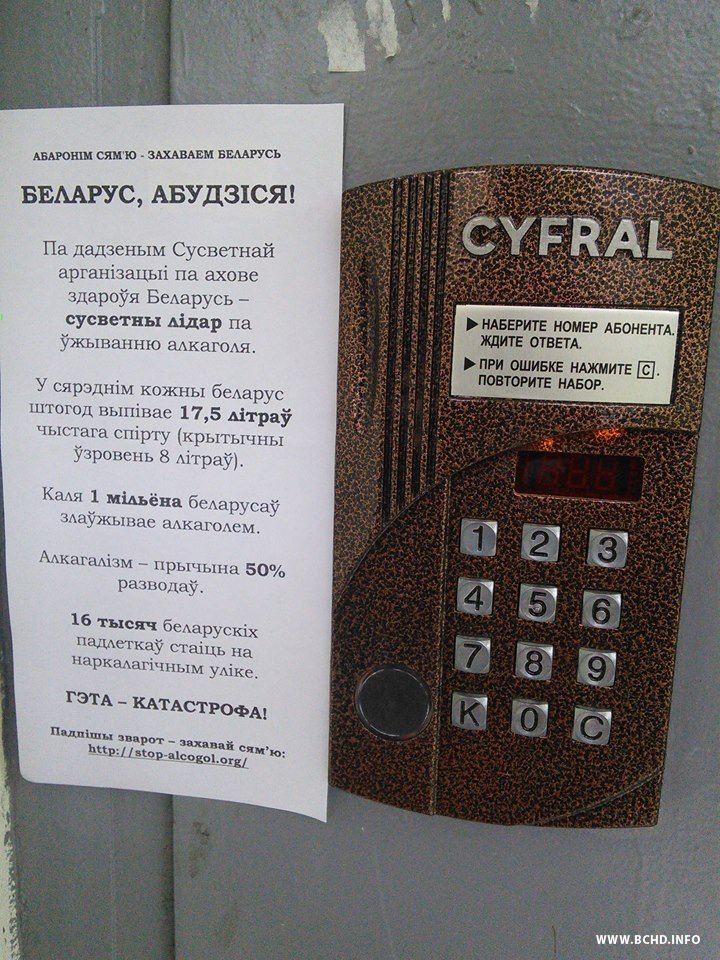 АБАРОНІМ СЯМ'Ю - ЗАХАВАЕМ БЕЛАРУСЬ
БЕЛАРУС, АБУДЗІСЯ!
Па дадзеным Сусветнай
арганізацыі па ахове
здароўя Беларусь –
сусветны лідар па
ўжыванню алкаголя.
У сярэднім кожны беларус
штогод выпівае 17,5 літраў
чыстага спірту (крытычны
ўзровень 8 літраў).
Каля 1 мільёна беларусаў
злаўжывае алкаголем.
Алкагалізм – прычына 50%
разводаў.
16 тысяч беларускіх
падлеткаў стаіць на
наркалагічным уліке.
ГЭТА – КАТАСТРОФА!
Падпішы зварот – захавай сям'ю:
http://stop-alcogol.org/
CYFRAL
▶ НАБЕРИТЕ НОМЕР АБОНЕНТА.
ЖДИТЕ ОТВЕТА.
▶ ПРИ ОШИБКЕ НАЖМИТЕ C.
ПОВТОРИТЕ НАБОР.
1 2 3
4 5 6
7 8 9
K 0 C
WWW.BCHD.INFO